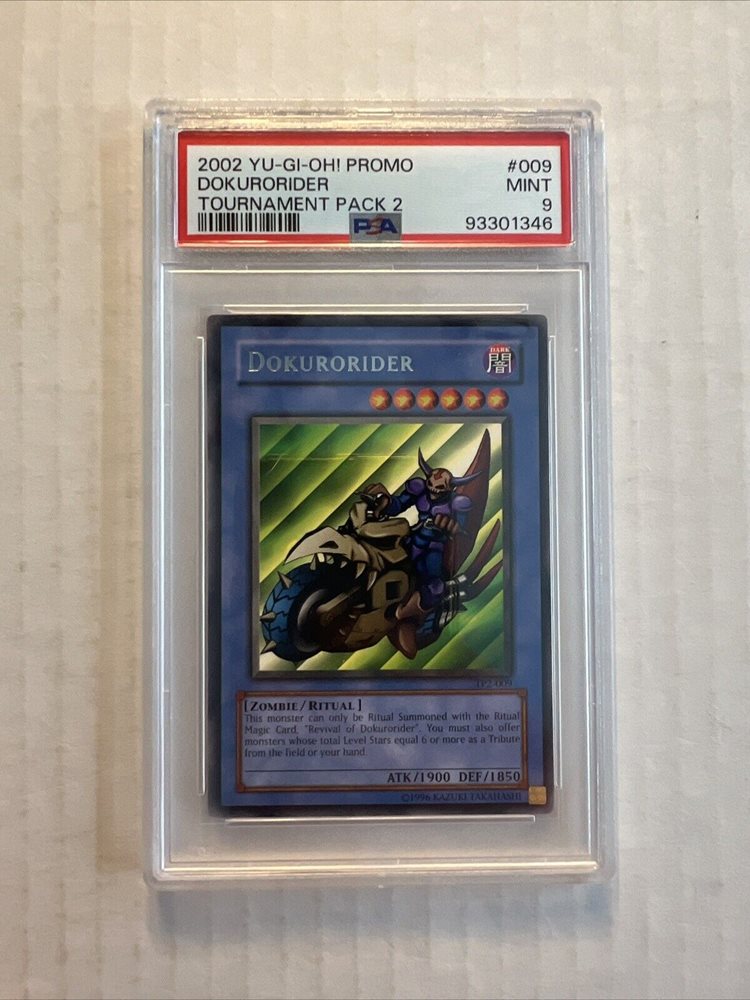 2002 YU-GI-OH! PROMO #009
DOKURORIDER MINT
TOURNAMENT PACK 2 9
PSA 93301346
DOKURORIDER
DARK
闇
TP2-009
[ZOMBIE/RITUAL]
This monster can only be Ritual Summoned with the Ritual
Magic Card, "Revival of Dokurorider". You must also offer
monsters whose total Level Stars equal 6 or more as a Tribute
from the field or your hand.
ATK/1900 DEF/1850
©1996 KAZUKI TAKAHASHI